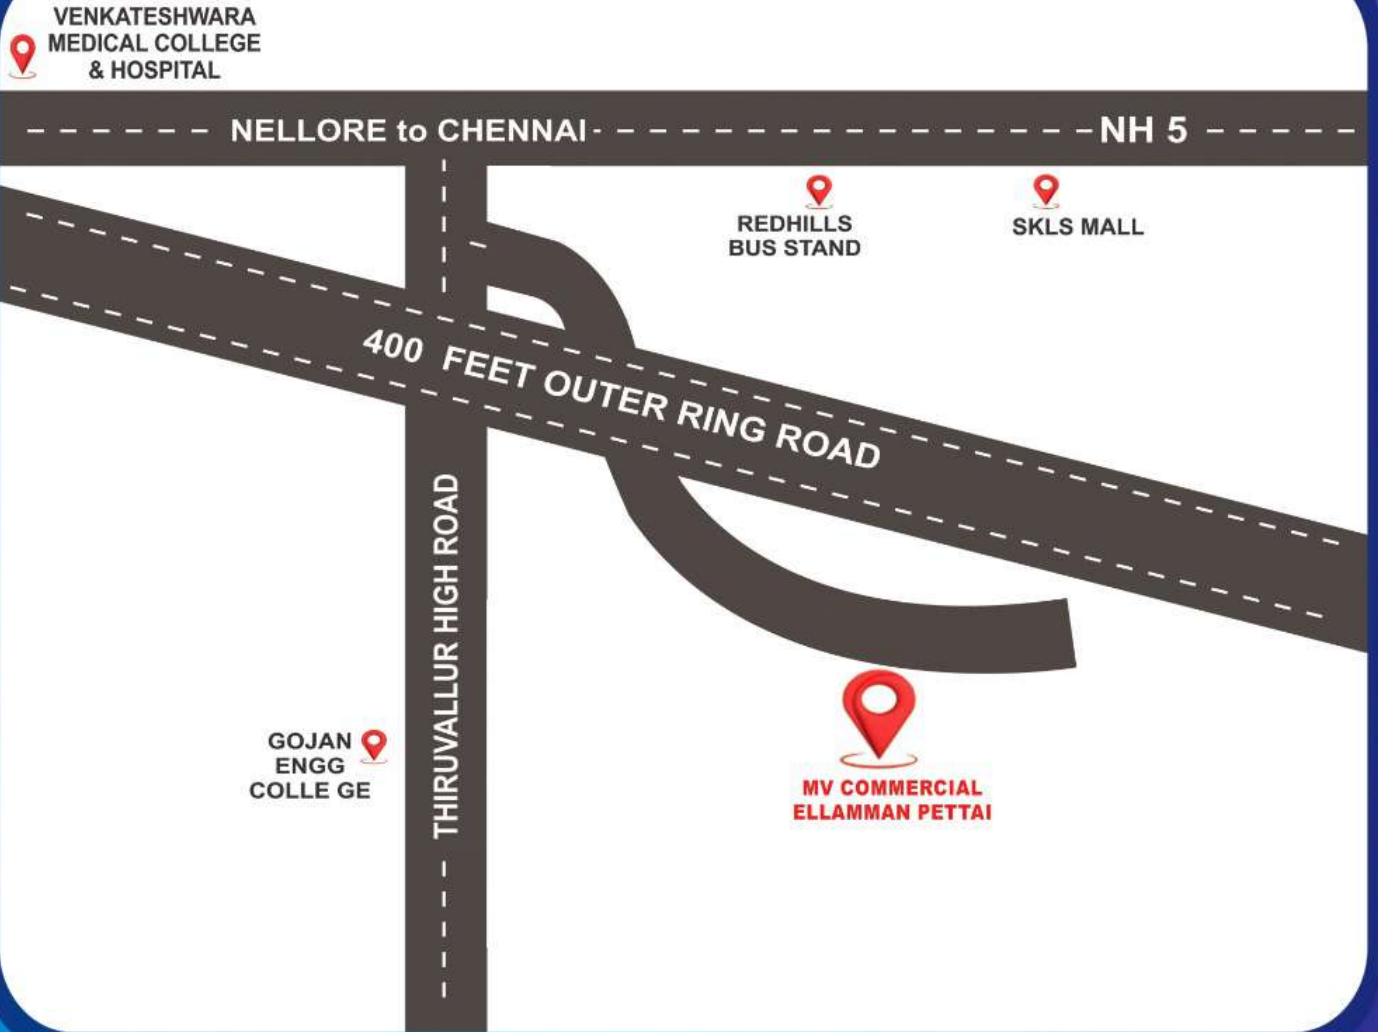 VENKATESHWARA
MEDICAL COLLEGE
& HOSPITAL
NELLORE to CHENNAI
NH 5
REDHILLS
BUS STAND
SKLS MALL
400 FEET OUTER RING ROAD
THIRUVALLUR HIGH ROAD
GOJAN
ENGG
COLLE GE
MV COMMERCIAL
ELLAMMAN PETTAI